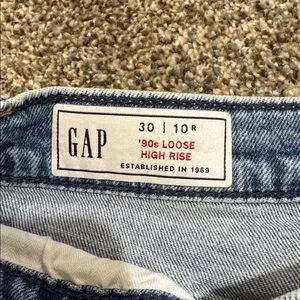 GAP
30 | 10R
'90s LOOSE
HIGH RISE
ESTABLISHED IN 1969